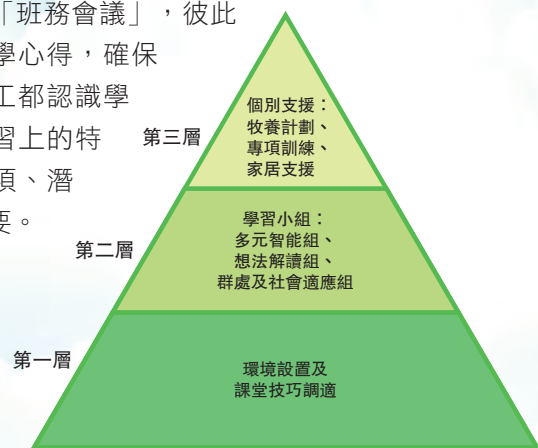 「班務會議」，彼此
學心得，確保
工都認識學
習上的特
項、潛
要。
第三層
個別支援：
牧養計劃、
專項訓練、
家居支援
第二層
學習小組：
多元智能組、
想法解讀組、
群處及社會適應組
第一層
環境設置及
課堂技巧調適